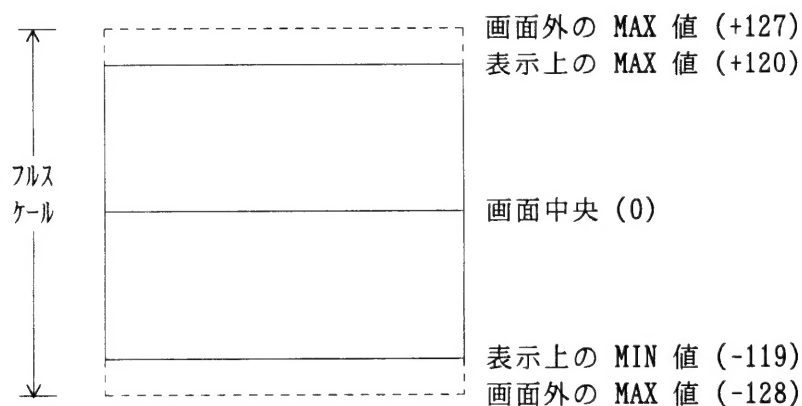 画面外の MAX 値 (+127)
表示上の MAX 値 (+120)
フルス
ケール
画面中央 (0)
表示上の MIN 値 (-119)
画面外の MAX 値 (-128)